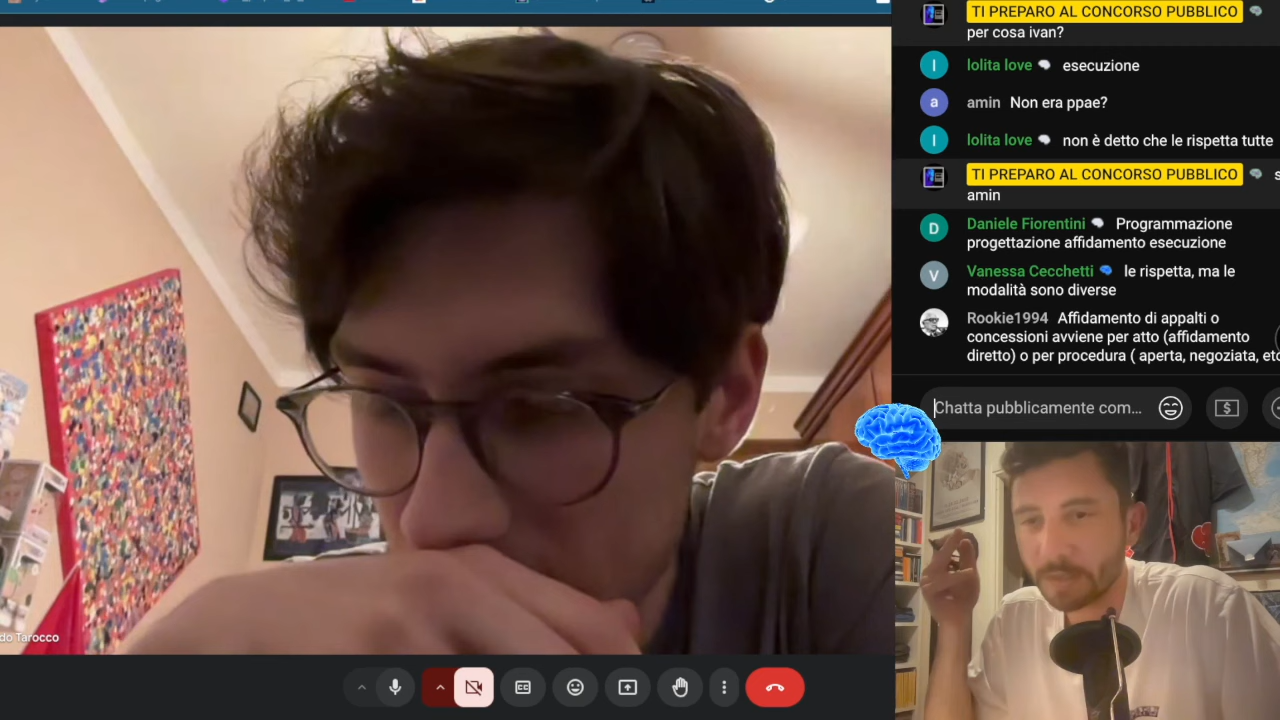 TI PREPARO AL CONCORSO PUBBLICO
per cosa ivan?
lolita love esecuzione
amin Non era ppae?
lolita love non è detto che le rispetta tutte
TI PREPARO AL CONCORSO PUBBLICO s
amin
Daniele Fiorentini Programmazione
progettazione affidamento esecuzione
Vanessa Cecchetti le rispetta, ma le
modalità sono diverse
Rookie1994 Affidamento di appalti o
concessioni avviene per atto (affidamento
diretto) o per procedura ( aperta, negoziata, etc
Chatta pubblicamente com...
do Tarocco